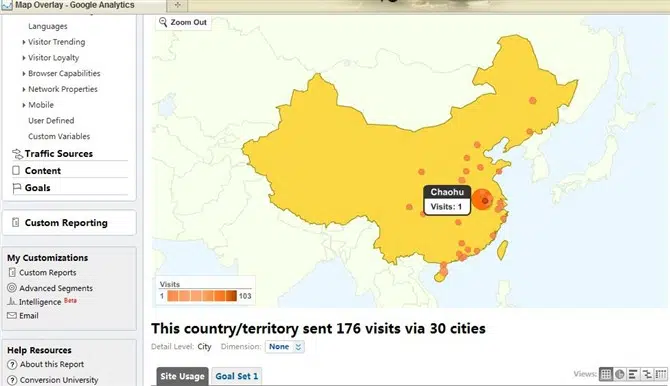 Map Overlay - Google Analytics
Languages
Visitor Trending
Visitor Loyalty
Browser Capabilities
Network Properties
Mobile
User Defined
Custom Variables
Traffic Sources
Content
Goals
Custom Reporting
My Customizations
Custom Reports
Advanced Segments
Intelligence Beta
Email
Help Resources
About this Report
Conversion University
Zoom Out
Chaohu
Visits: 1
Visits
1 103
This country/territory sent 176 visits via 30 cities
Detail Level: City Dimension: None
Site Usage Goal Set 1 Views: